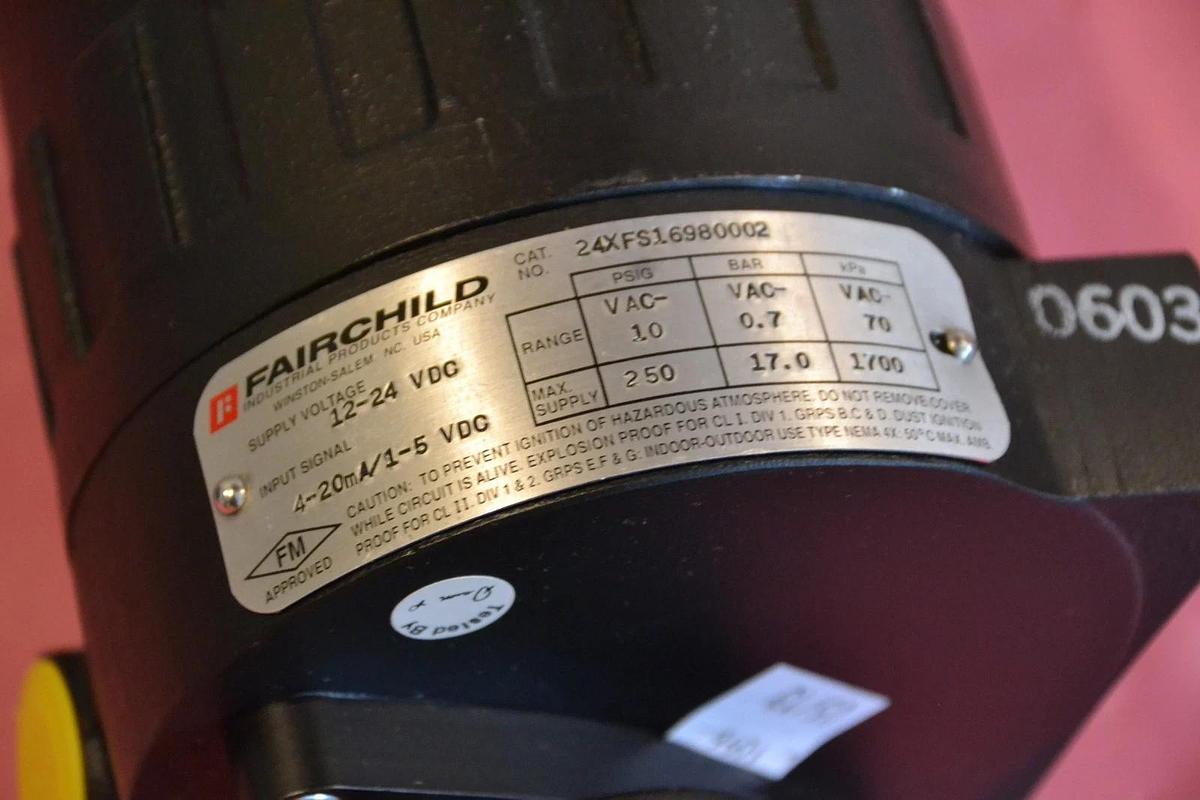 CAT.
NO. 24XFS16980002
FAIRCHILD
INDUSTRIAL PRODUCTS COMPANY
WINSTON-SALEM, NC. USA
SUPPLY VOLTAGE
12-24 VDC
INPUT SIGNAL
4-20mA/1-5 VDC
PSIG BAR kPa
RANGE VAC- VAC- VAC-
10 0.7 70
MAX.
SUPPLY 250 17.0 1700
CAUTION: TO PREVENT IGNITION OF HAZARDOUS ATMOSPHERE. DO NOT REMOVE COVER
WHILE CIRCUIT IS ALIVE. EXPLOSION PROOF FOR CL I. DIV 1. GRPS B,C & D. DUST IGNITION
PROOF FOR CL II. DIV 1 & 2. GRPS E.F & G: INDOOR-OUTDOOR USE TYPE NEMA 4X: 50°C MAX. AMB.
FM
APPROVED
0603
Tested By